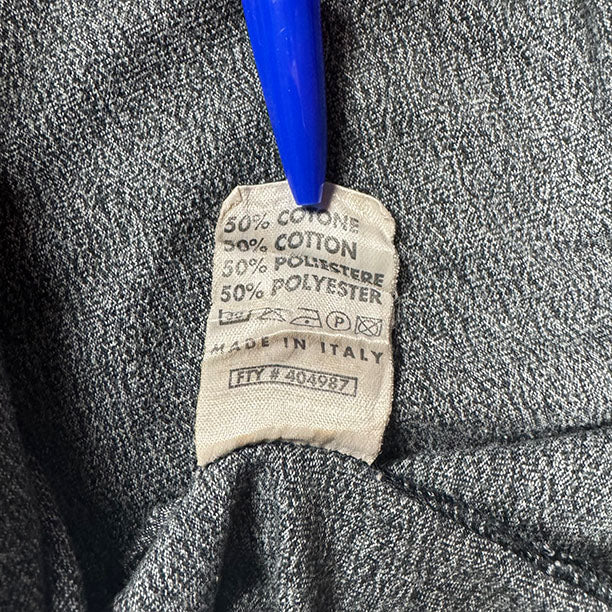 50% COTONE
50% COTTON
50% POLIESTERE
50% POLYESTER
P
MADE IN ITALY
FTY # 404987